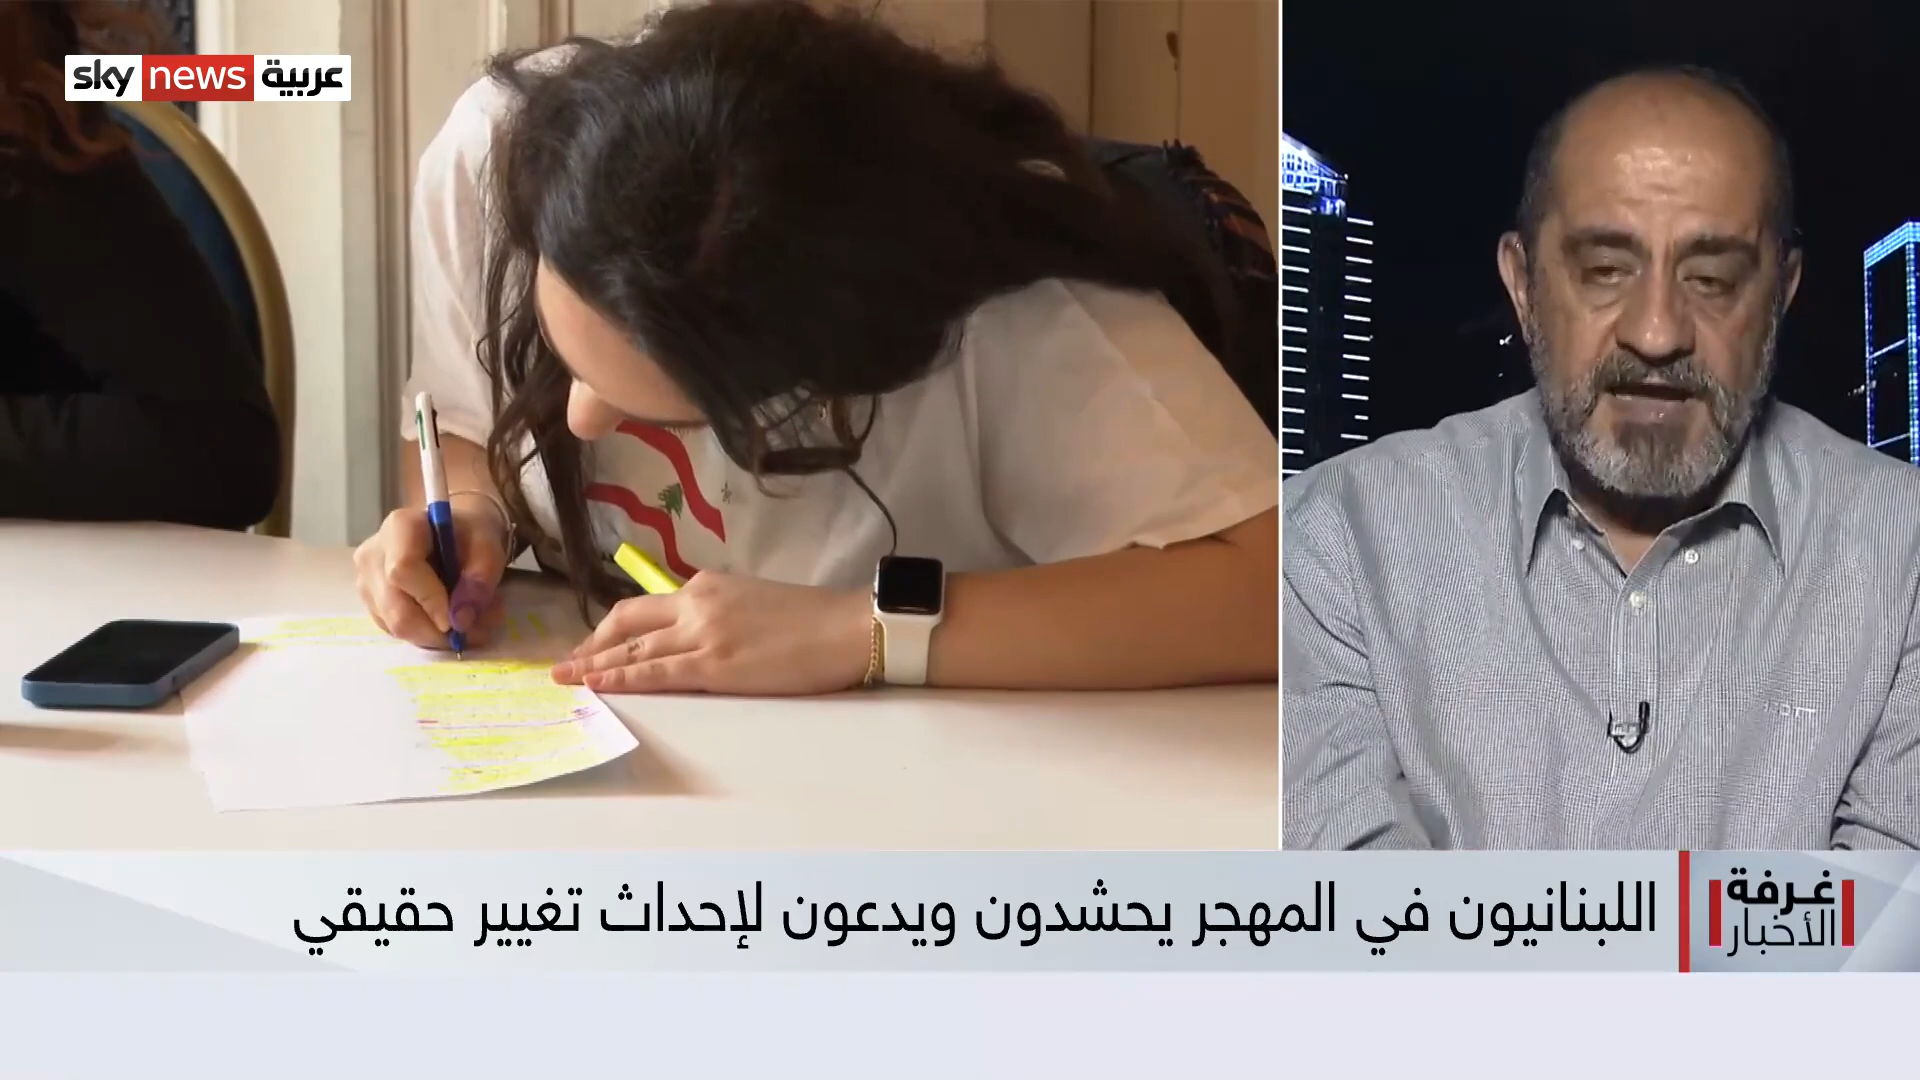 sky news عربية
غرفة
الأخبار
اللبنانيون في المهجر يحشدون ويدعون لإحداث تغيير حقيقي